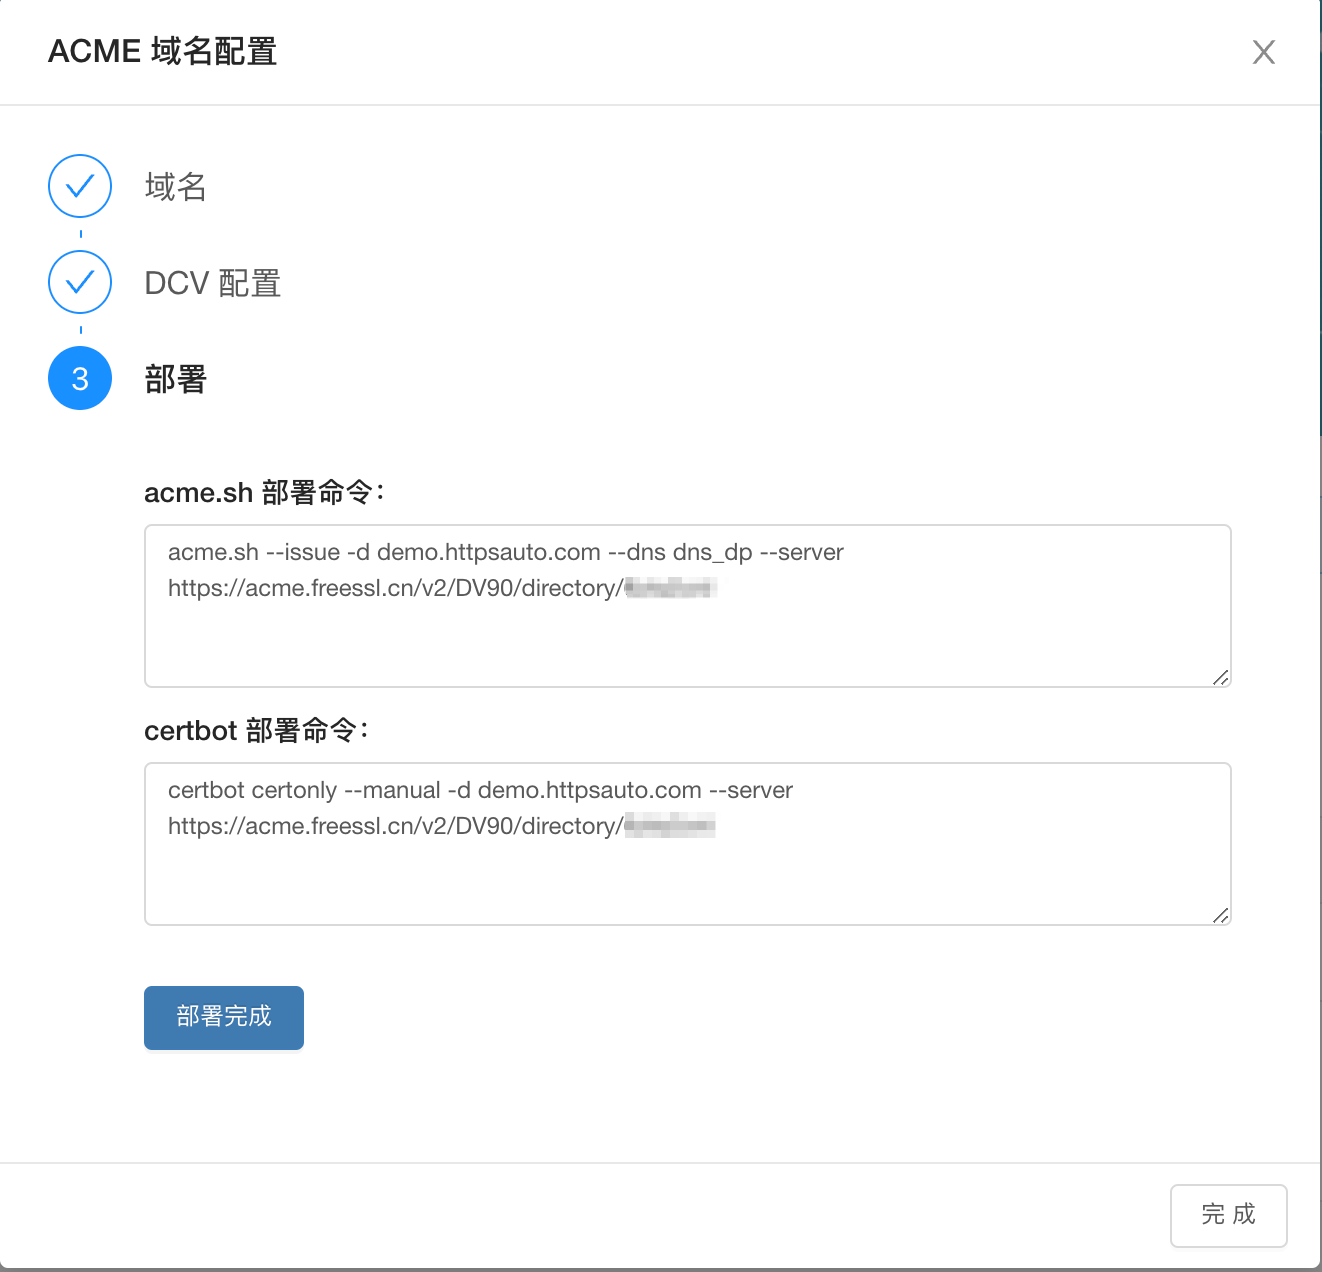 ACME 域名配置
域名
DCV 配置
3 部署
acme.sh 部署命令：
acme.sh --issue -d demo.httpsauto.com --dns dns_dp --server
https://acme.freessl.cn/v2/DV90/directory/
certbot 部署命令：
certbot certonly --manual -d demo.httpsauto.com --server
https://acme.freessl.cn/v2/DV90/directory/
部署完成
完 成